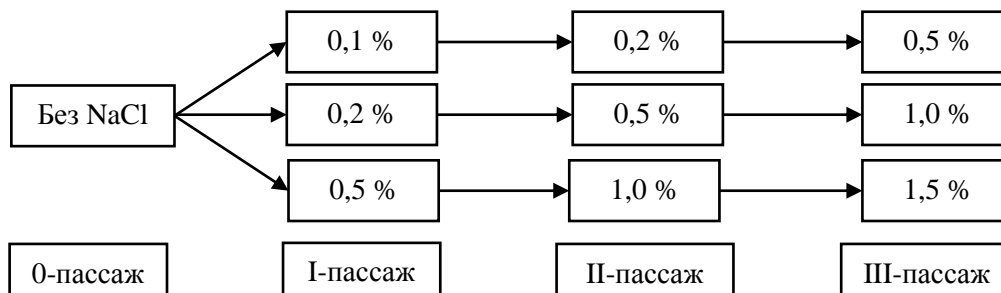 0,1 %
0,2 %
0,5 %
Без NaCl
0,2 %
0,5 %
1,0 %
0,5 %
1,0 %
1,5 %
0-пассаж
I-пассаж
II-пассаж
III-пассаж